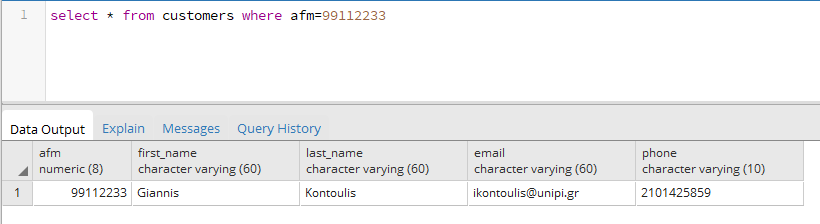 1 select * from customers where afm=99112233
Data Output Explain Messages Query History
afm first_name last_name email phone
numeric (8) character varying (60) character varying (60) character varying (60) character varying (10)
1 99112233 Giannis Kontoulis ikontoulis@unipi.gr 2101425859